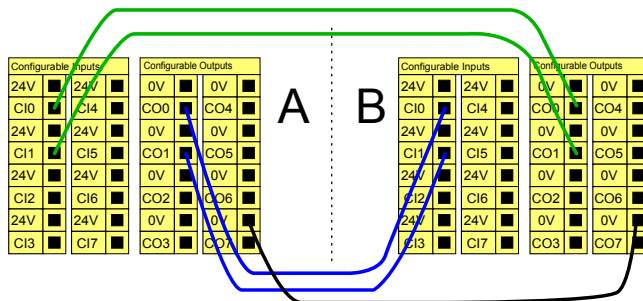 Configurable Inputs
24V 24V
CI0 CI4
24V 24V
CI1 CI5
24V 24V
CI2 CI6
24V 24V
CI3 CI7
Configurable Outputs
0V 0V
CO0 CO4
0V 0V
CO1 CO5
0V 0V
CO2 CO6
0V 0V
CO3 CO7
A
B
Configurable Inputs
24V 24V
CI0 CI4
24V 24V
CI1 CI5
24V 24V
CI2 CI6
24V 24V
CI3 CI7
Configurable Outputs
0V 0V
CO0 CO4
0V 0V
CO1 CO5
0V 0V
CO2 CO6
0V 0V
CO3 CO7